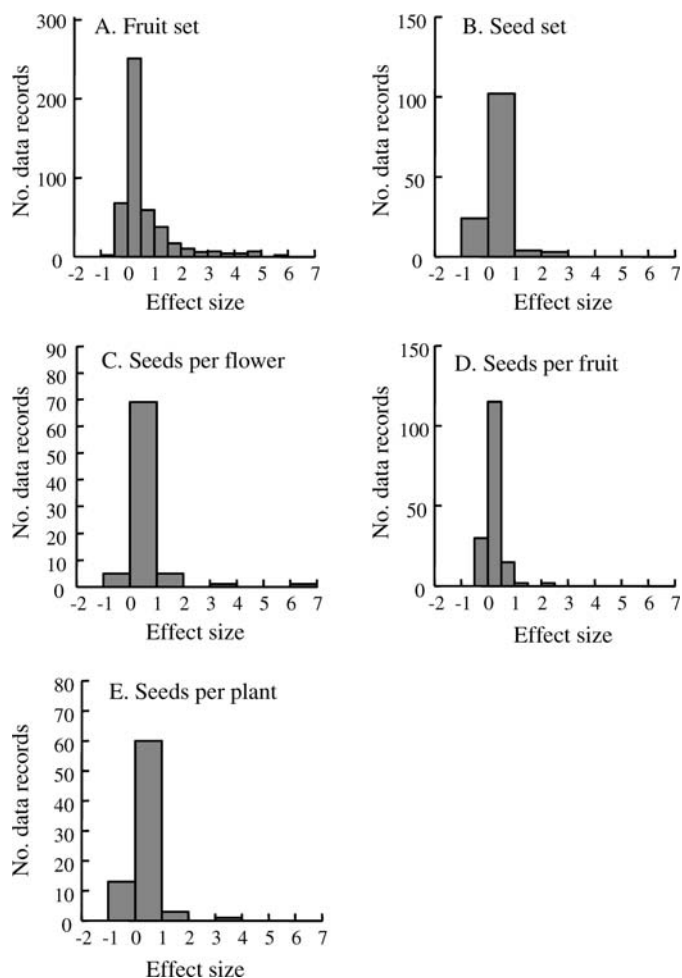 A. Fruit set
300
200
100
0
No. data records
-2 -1 0 1 2 3 4 5 6 7
Effect size
B. Seed set
150
100
50
0
No. data records
-2 -1 0 1 2 3 4 5 6 7
Effect size
C. Seeds per flower
90
80
70
60
50
40
30
20
10
0
No. data records
-2 -1 0 1 2 3 4 5 6 7
Effect size
D. Seeds per fruit
150
100
50
0
No. data records
-2 -1 0 1 2 3 4 5 6 7
Effect size
E. Seeds per plant
80
70
60
50
40
30
20
10
0
No. data records
-2 -1 0 1 2 3 4 5 6 7
Effect size